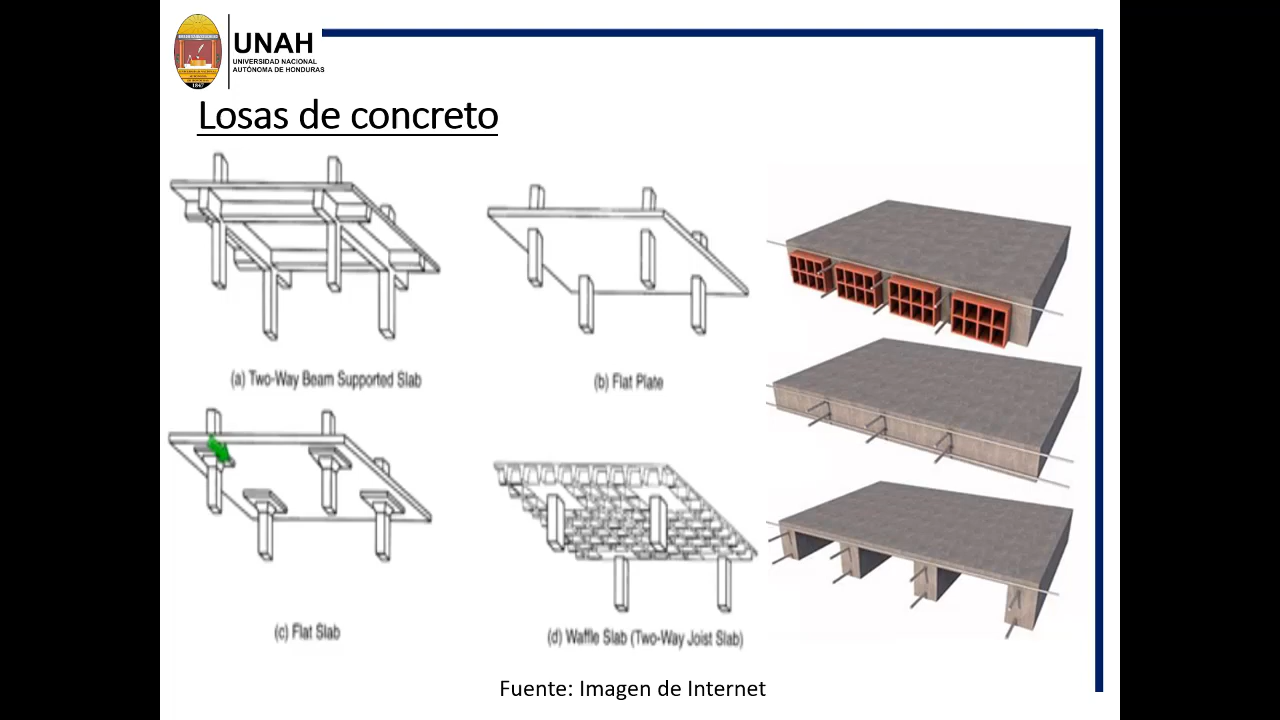 UNAH
UNIVERSIDAD NACIONAL
AUTÓNOMA DE HONDURAS
Losas de concreto
(a) Two-Way Beam Supported Slab
(b) Flat Plate
(c) Flat Slab
(d) Waffle Slab (Two-Way Joist Slab)
Fuente: Imagen de Internet